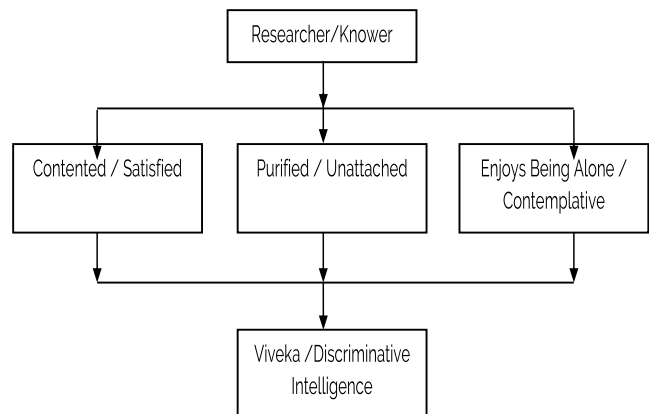 Researcher/Knower
Contented / Satisfied
Purified / Unattached
Enjoys Being Alone /
Contemplative
Viveka /Discriminative
Intelligence